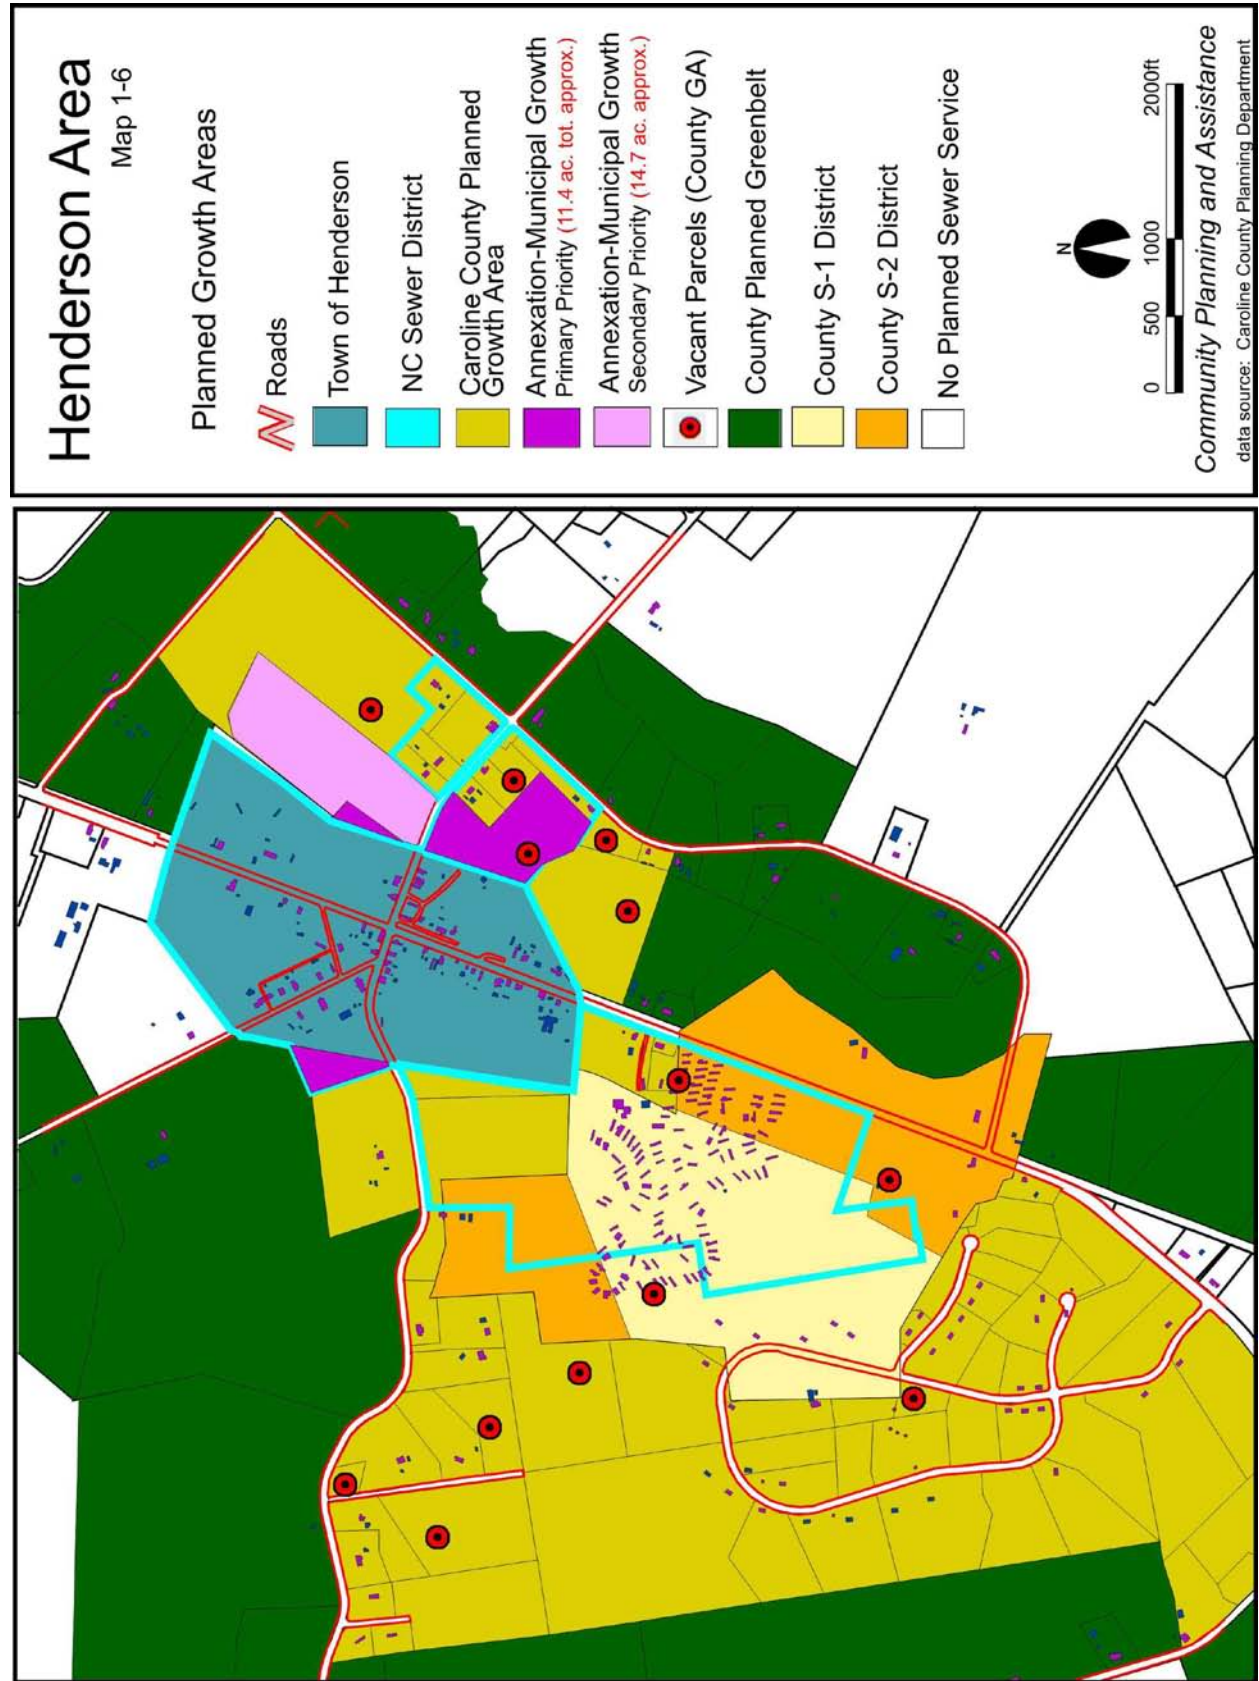 Henderson Area
Map 1-6
Planned Growth Areas
Roads
Town of Henderson
NC Sewer District
Caroline County Planned
Growth Area
Annexation-Municipal Growth
Primary Priority (11.4 ac. tot. approx.)
Annexation-Municipal Growth
Secondary Priority (14.7 ac. approx.)
Vacant Parcels (County GA)
County Planned Greenbelt
County S-1 District
County S-2 District
No Planned Sewer Service
N
0 500 1000 2000ft
Community Planning and Assistance
data source: Caroline County Planning Department